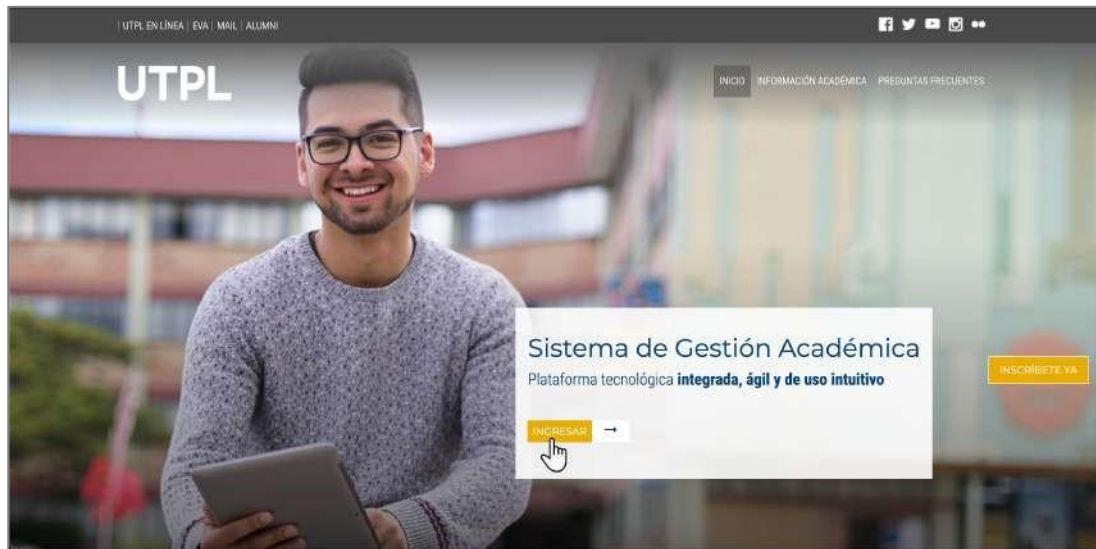 | UTPL EN LÍNEA | EVA | MAIL | ALUMNI
UTPL
INICIO INFORMACIÓN ACADÉMICA PREGUNTAS FRECUENTES
Sistema de Gestión Académica
Plataforma tecnológica integrada, ágil y de uso intuitivo
INSCRÍBETE YA
INGRESAR →